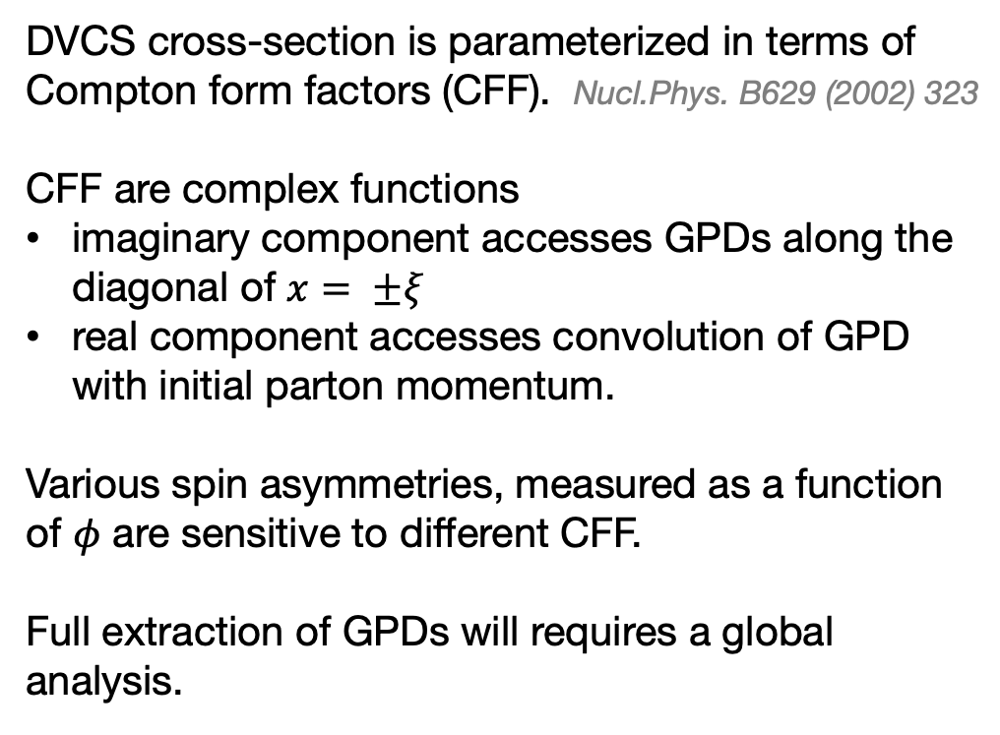 DVCS cross-section is parameterized in terms of
Compton form factors (CFF). Nucl.Phys. B629 (2002) 323
CFF are complex functions
• imaginary component accesses GPDs along the
diagonal of x = ±ξ
• real component accesses convolution of GPD
with initial parton momentum.
Various spin asymmetries, measured as a function
of ϕ are sensitive to different CFF.
Full extraction of GPDs will requires a global
analysis.